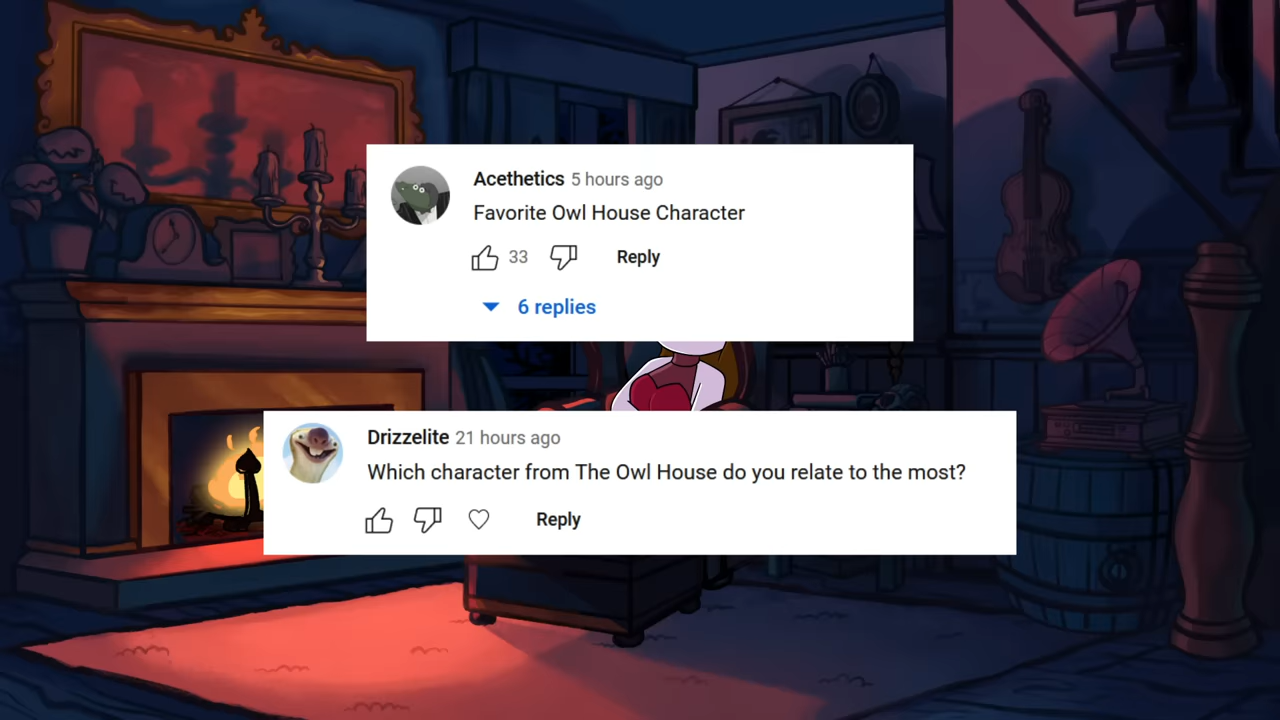 Acethetics 5 hours ago
Favorite Owl House Character
33
Reply
6 replies
Drizzelite 21 hours ago
Which character from The Owl House do you relate to the most?
Reply